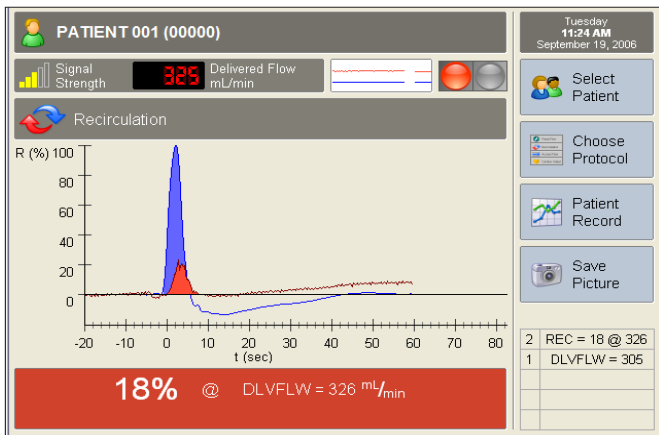 PATIENT 001 (00000)
Tuesday
11:24 AM
September 19, 2006
Signal
Strength
325
Delivered Flow
mL/min
Select
Patient
Recirculation
Choose
Protocol
R (%) 100
80
60
40
20
0
-20 -10 0 10 20 30 40 50 60 70 80
t (sec)
Patient
Record
Save
Picture
2 REC = 18 @ 326
1 DLVFLW = 305
18% @ DLVFLW = 326 mL/min